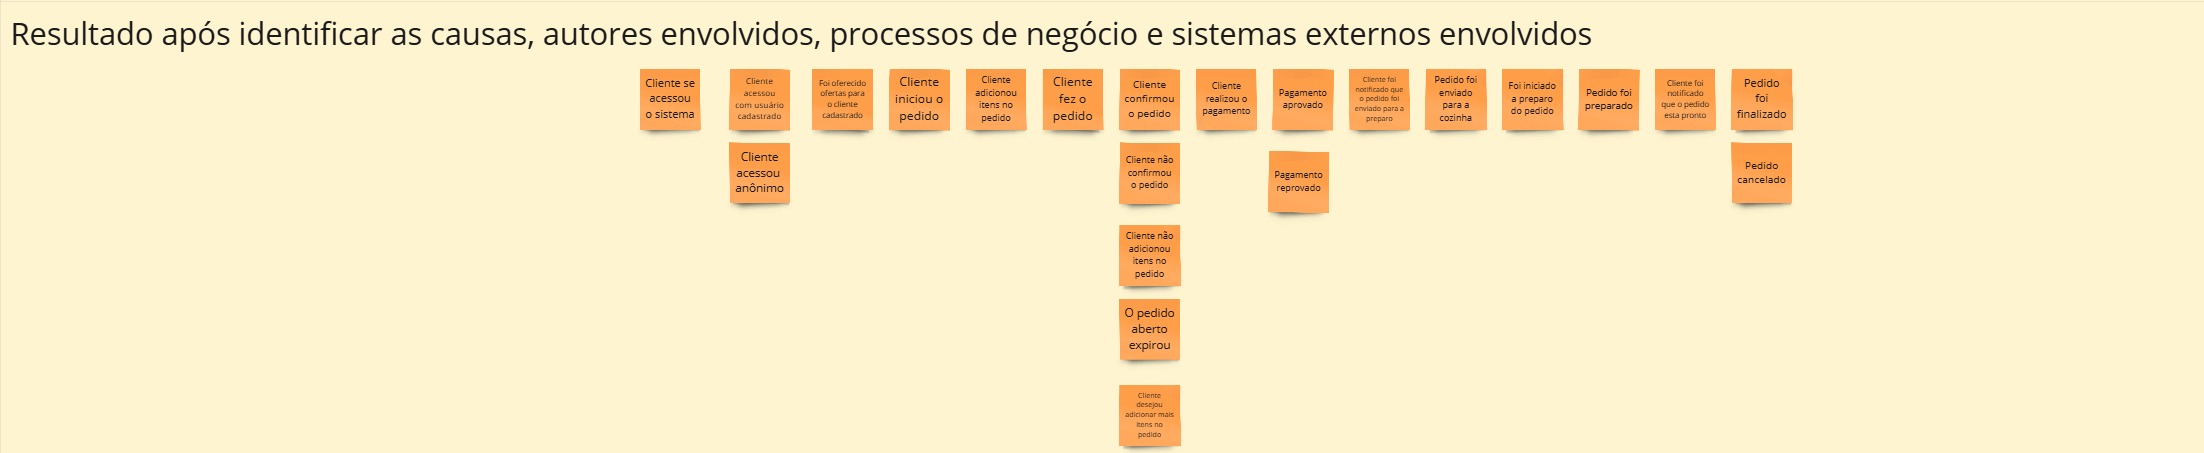 Resultado após identificar as causas, autores envolvidos, processos de negócio e sistemas externos envolvidos
Cliente se
acessou
o sistema
Cliente
acessou
com usuário
cadastrado
Foi oferecido
ofertas para
o cliente
cadastrado
Cliente
iniciou o
pedido
Cliente
adicionou
itens no
pedido
Cliente
fez o
pedido
Cliente
confirmou
o pedido
Cliente
realizou o
pagamento
Pagamento
aprovado
Cliente foi
notificado que
o pedido foi
enviado para a
preparo
Pedido foi
enviado
para a
cozinha
Foi iniciado
a preparo
do pedido
Pedido foi
preparado
Cliente foi
notificado
que o pedido
esta pronto
Pedido
foi
finalizado
Cliente
acessou
anônimo
Cliente não
confirmou
o pedido
Pagamento
reprovado
Pedido
cancelado
Cliente não
adicionou
itens no
pedido
O pedido
aberto
expirou
Cliente
desejou
adicionar mais
itens no
pedido